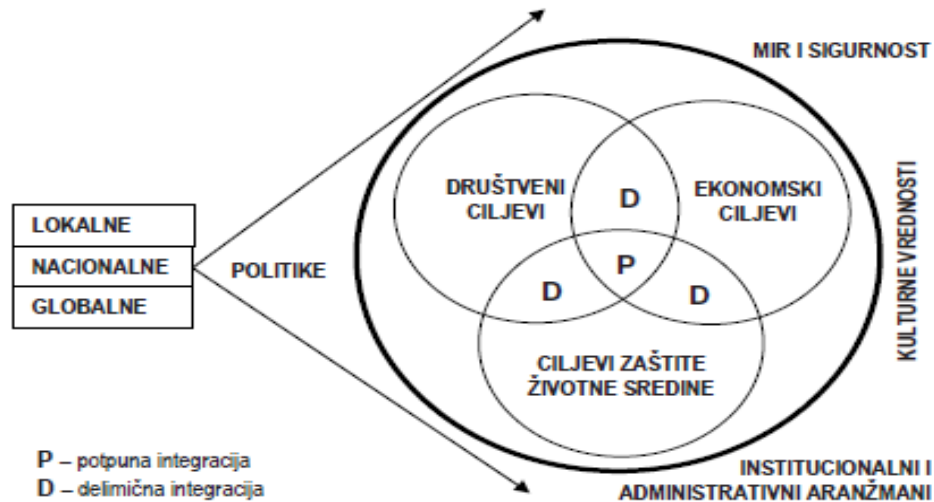 MIR I SIGURNOST
DRUŠTVENI
CILJEVI
D
EKONOMSKI
CILJEVI
KULTURNE VREDNOSTI
LOKALNE
NACIONALNE
GLOBALNE
POLITIKE
D
P
D
CILJEVI ZAŠTITE
ŽIVOTNE SREDINE
P – potpuna integracija
D – delimična integracija
INSTITUCIONALNI I
ADMINISTRATIVNI ARANŽMANI